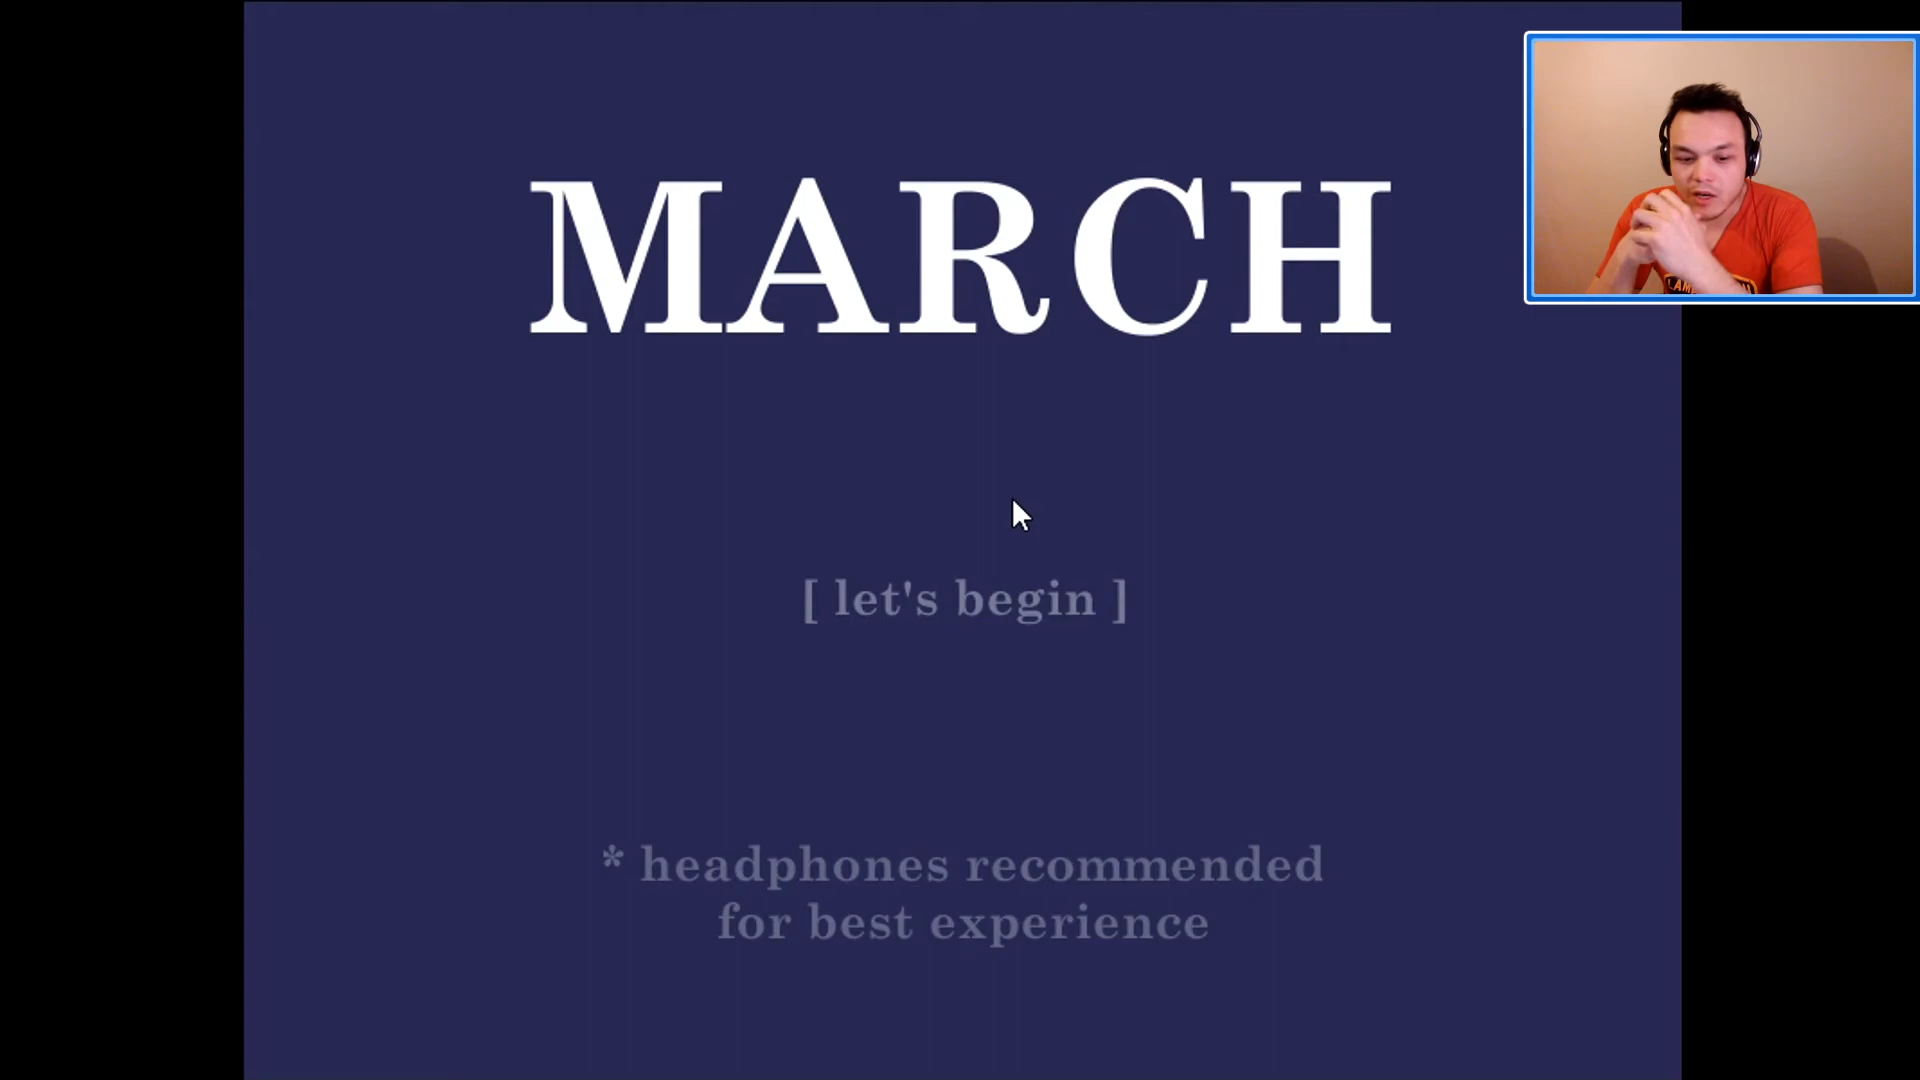 MARCH
[ let's begin ]
* headphones recommended
for best experience